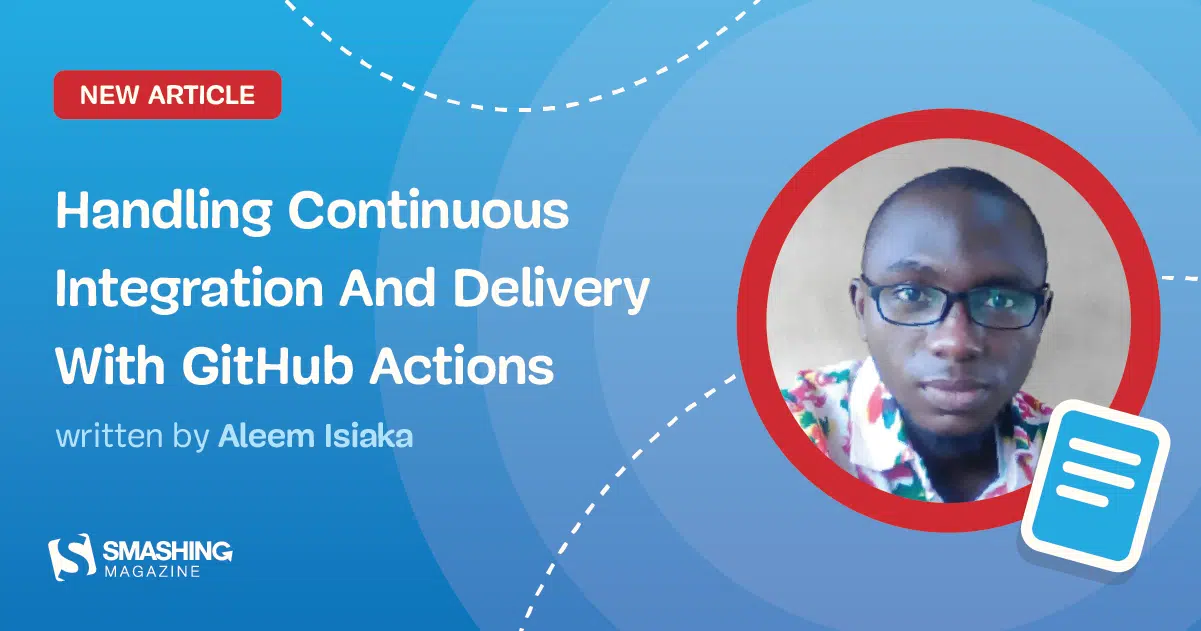 NEW ARTICLE
Handling Continuous
Integration And Delivery
With GitHub Actions
written by Aleem Isiaka
SMASHING
MAGAZINE